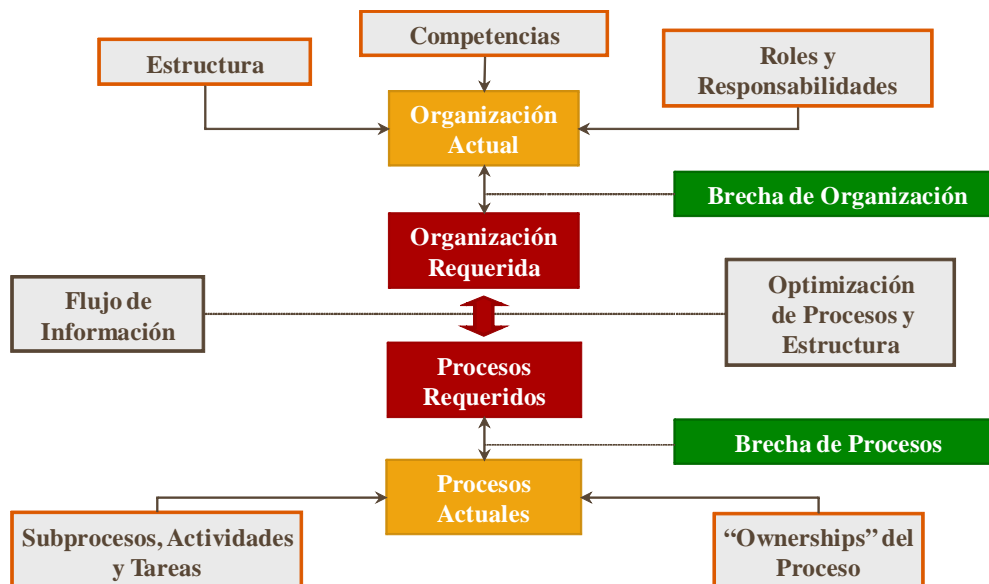 Competencias
Estructura
Roles y
Responsabilidades
Organización
Actual
Brecha de Organización
Organización
Requerida
Flujo de
Información
Optimización
de Procesos y
Estructura
Procesos
Requeridos
Brecha de Procesos
Procesos
Actuales
Subprocesos, Actividades
y Tareas
“Ownerships” del
Proceso